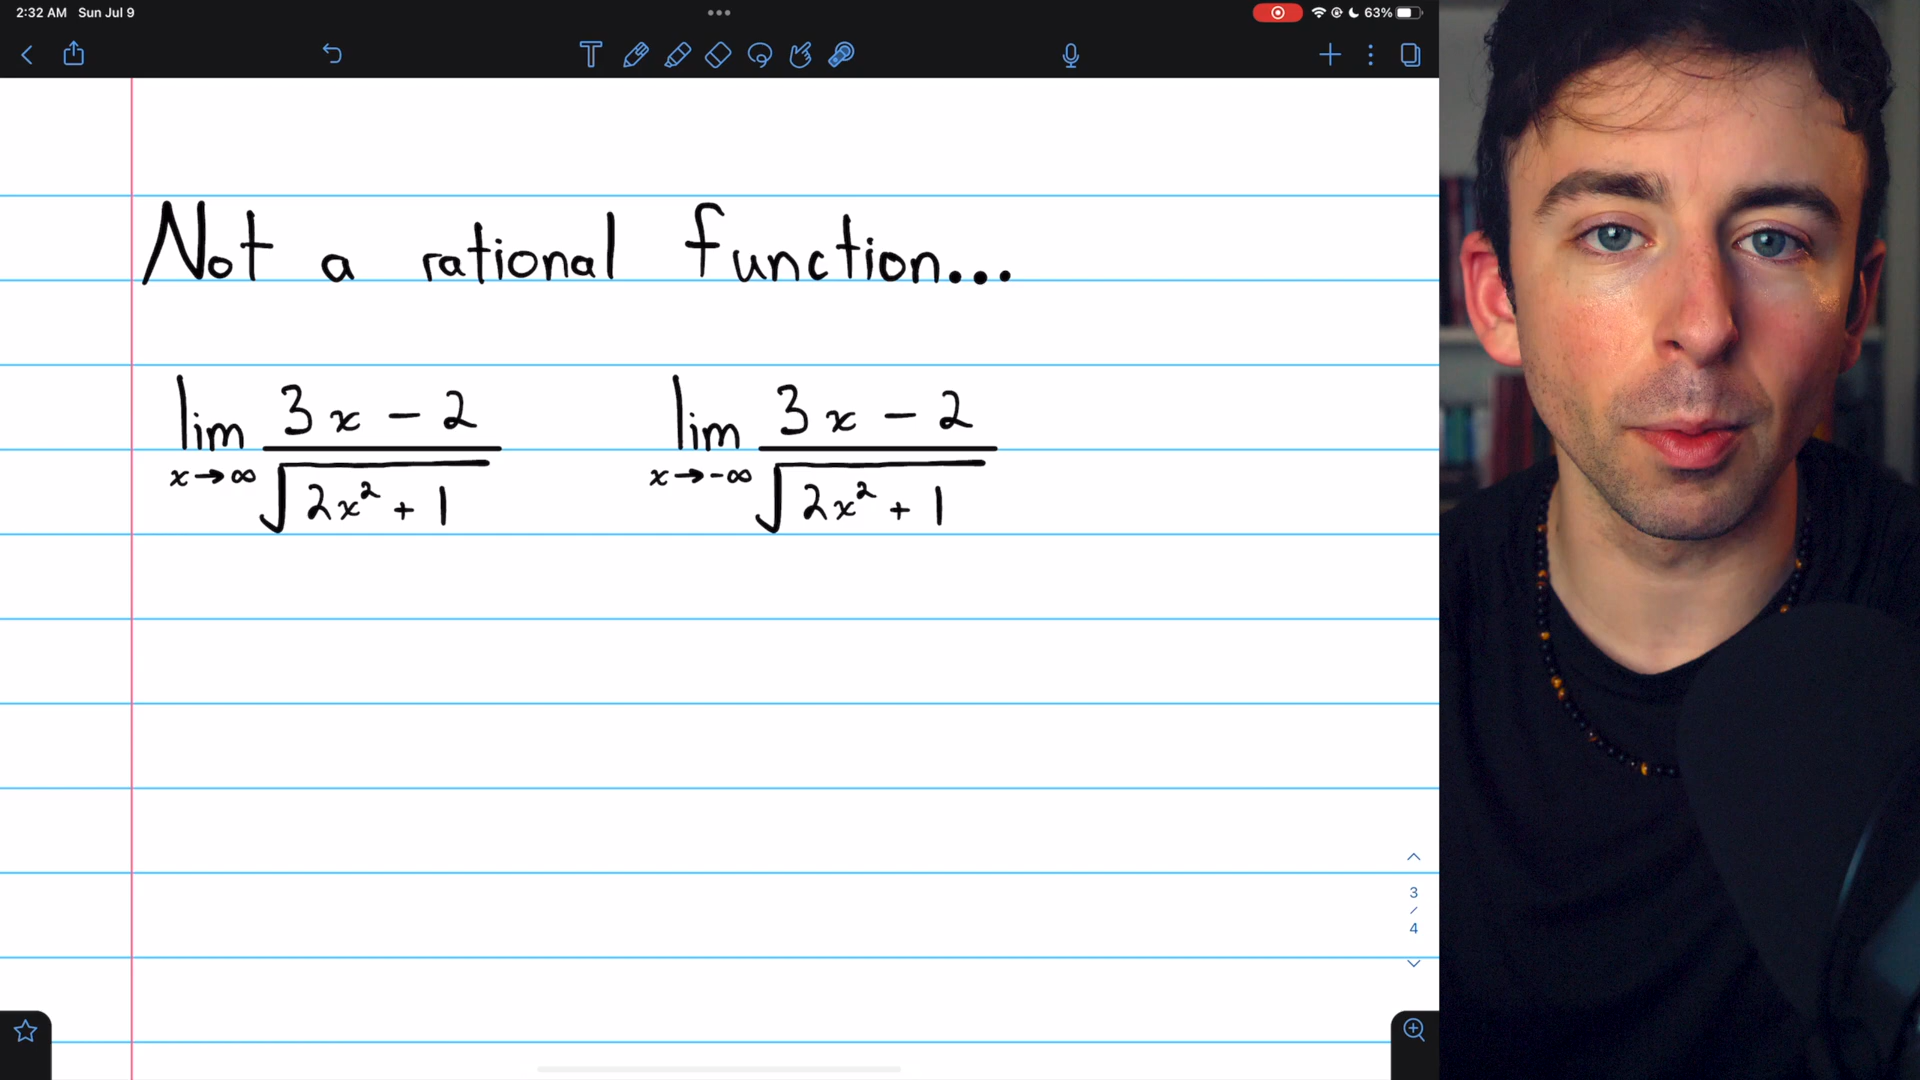 2:32 AM Sun Jul 9
63%
Not a rational function...
lim x→∞ (3x - 2)/√(2x² + 1) lim x→-∞ (3x - 2)/√(2x² + 1)
3
/
4